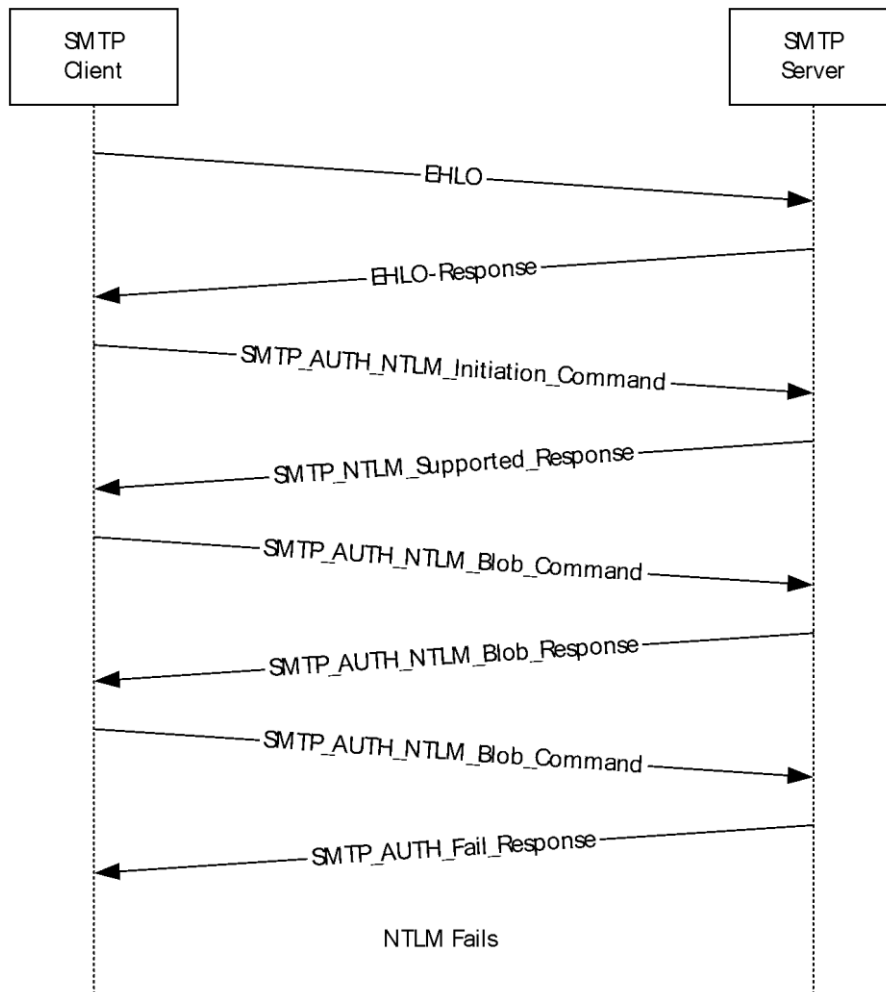 SMTP
Client
SMTP
Server
EHLO
EHLO-Response
SMTP_AUTH_NTLM_Initiation_Command
SMTP_NTLM_Supported_Response
SMTP_AUTH_NTLM_Blob_Command
SMTP_AUTH_NTLM_Blob_Response
SMTP_AUTH_NTLM_Blob_Command
SMTP_AUTH_Fail_Response
NTLM Fails